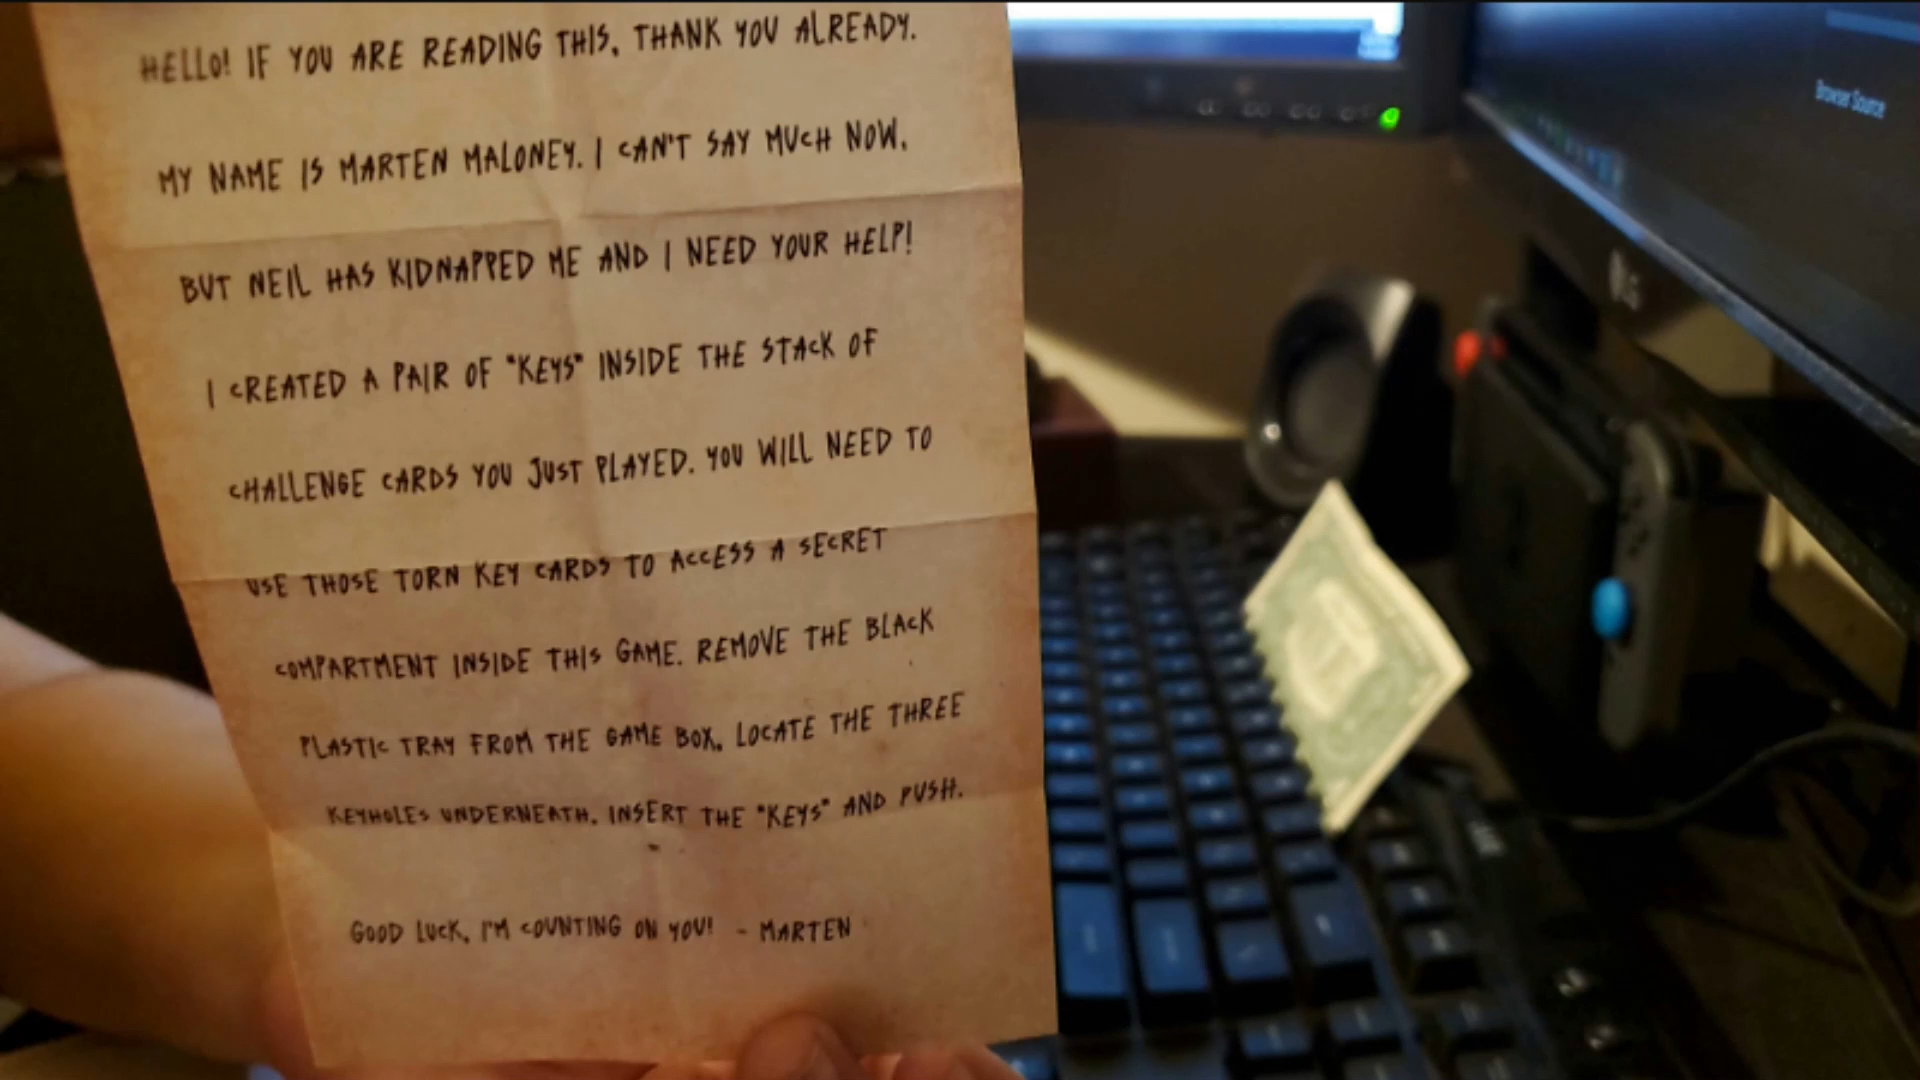 HELLO! IF YOU ARE READING THIS, THANK YOU ALREADY.
MY NAME IS MARTEN MALONEY. I CAN'T SAY MUCH NOW,
BUT NEIL HAS KIDNAPPED ME AND I NEED YOUR HELP!
I CREATED A PAIR OF "KEYS" INSIDE THE STACK OF
CHALLENGE CARDS YOU JUST PLAYED. YOU WILL NEED TO
USE THOSE TORN KEY CARDS TO ACCESS A SECRET
COMPARTMENT INSIDE THIS GAME. REMOVE THE BLACK
PLASTIC TRAY FROM THE GAME BOX, LOCATE THE THREE
KEYHOLES UNDERNEATH, INSERT THE "KEYS" AND PUSH.
GOOD LUCK, I'M COUNTING ON YOU! - MARTEN
Browser Source
LG